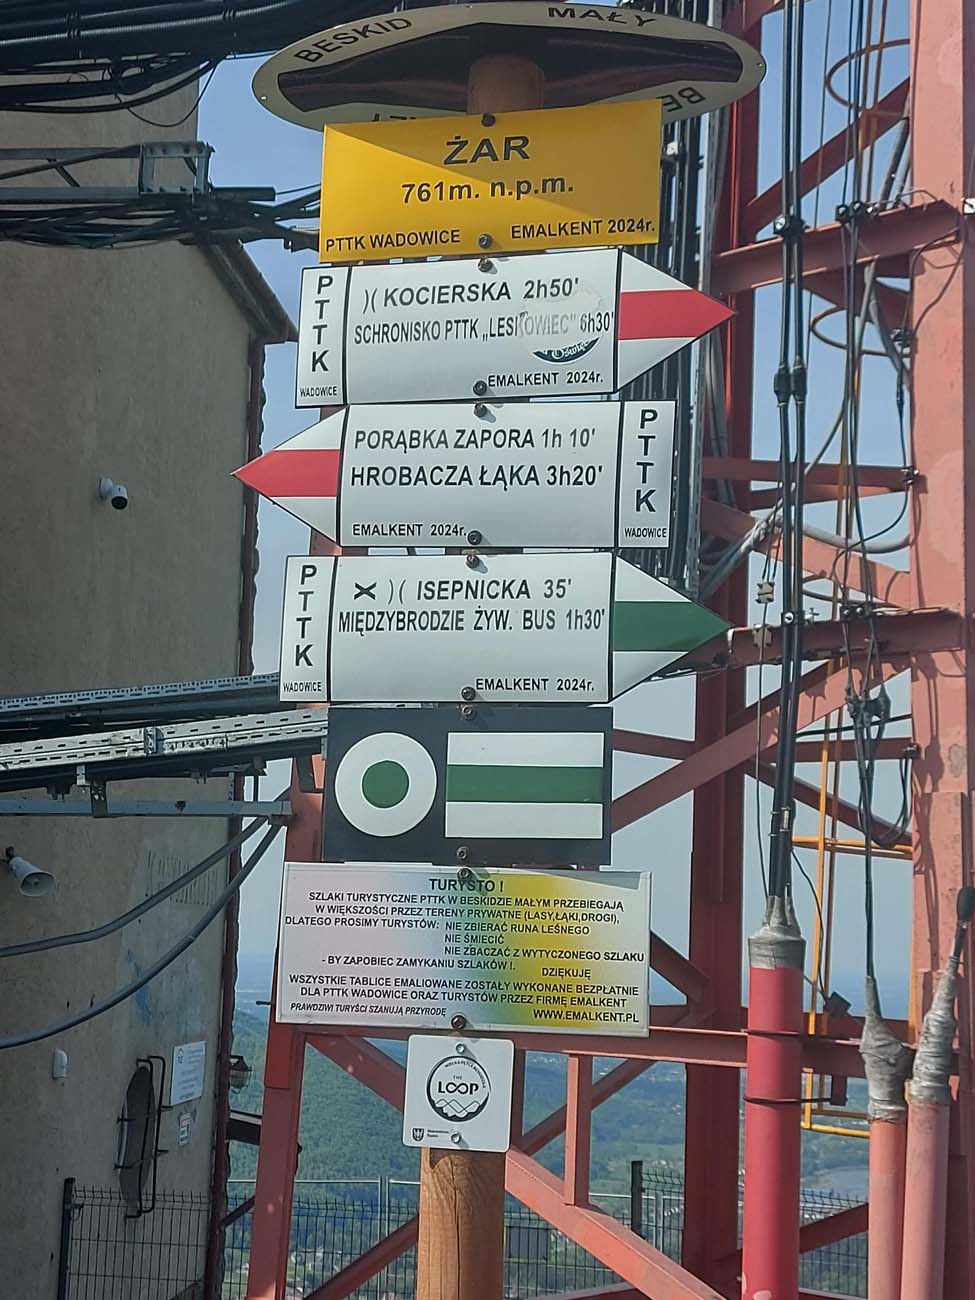 BESKID MAŁY
ŻAR
761m. n.p.m.
PTTK WADOWICE EMALKENT 2024r.
PTTK
WADOWICE
)( KOCIERSKA 2h50'
SCHRONISKO PTTK „LESKOWIEC" 6h30'
EMALKENT 2024r.
PORĄBKA ZAPORA 1h 10'
HROBACZA ŁĄKA 3h20'
EMALKENT 2024r.
PTTK
WADOWICE
PTTK
WADOWICE
)( ISEPNICKA 35'
MIĘDZYBRODZIE ŻYW. BUS 1h30'
EMALKENT 2024r.
TURYSTO !
SZLAKI TURYSTYCZNE PTTK W BESKIDZIE MAŁYM PRZEBIEGAJĄ
W WIĘKSZOŚCI PRZEZ TERENY PRYWATNE (LASY,ŁĄKI,DROGI),
DLATEGO PROSIMY TURYSTÓW: NIE ZBIERAĆ RUNA LEŚNEGO
NIE ŚMIECIĆ
NIE ZBACZAĆ Z WYTYCZONEGO SZLAKU
- BY ZAPOBIEC ZAMYKANIU SZLAKÓW !. DZIĘKUJĘ
WSZYSTKIE TABLICE EMALIOWANE ZOSTAŁY WYKONANE BEZPŁATNIE
DLA PTTK WADOWICE ORAZ TURYSTÓW PRZEZ FIRMĘ EMALKENT
PRAWDZIWI TURYŚCI SZANUJĄ PRZYRODĘ WWW.EMALKENT.PL
THE
LOOP